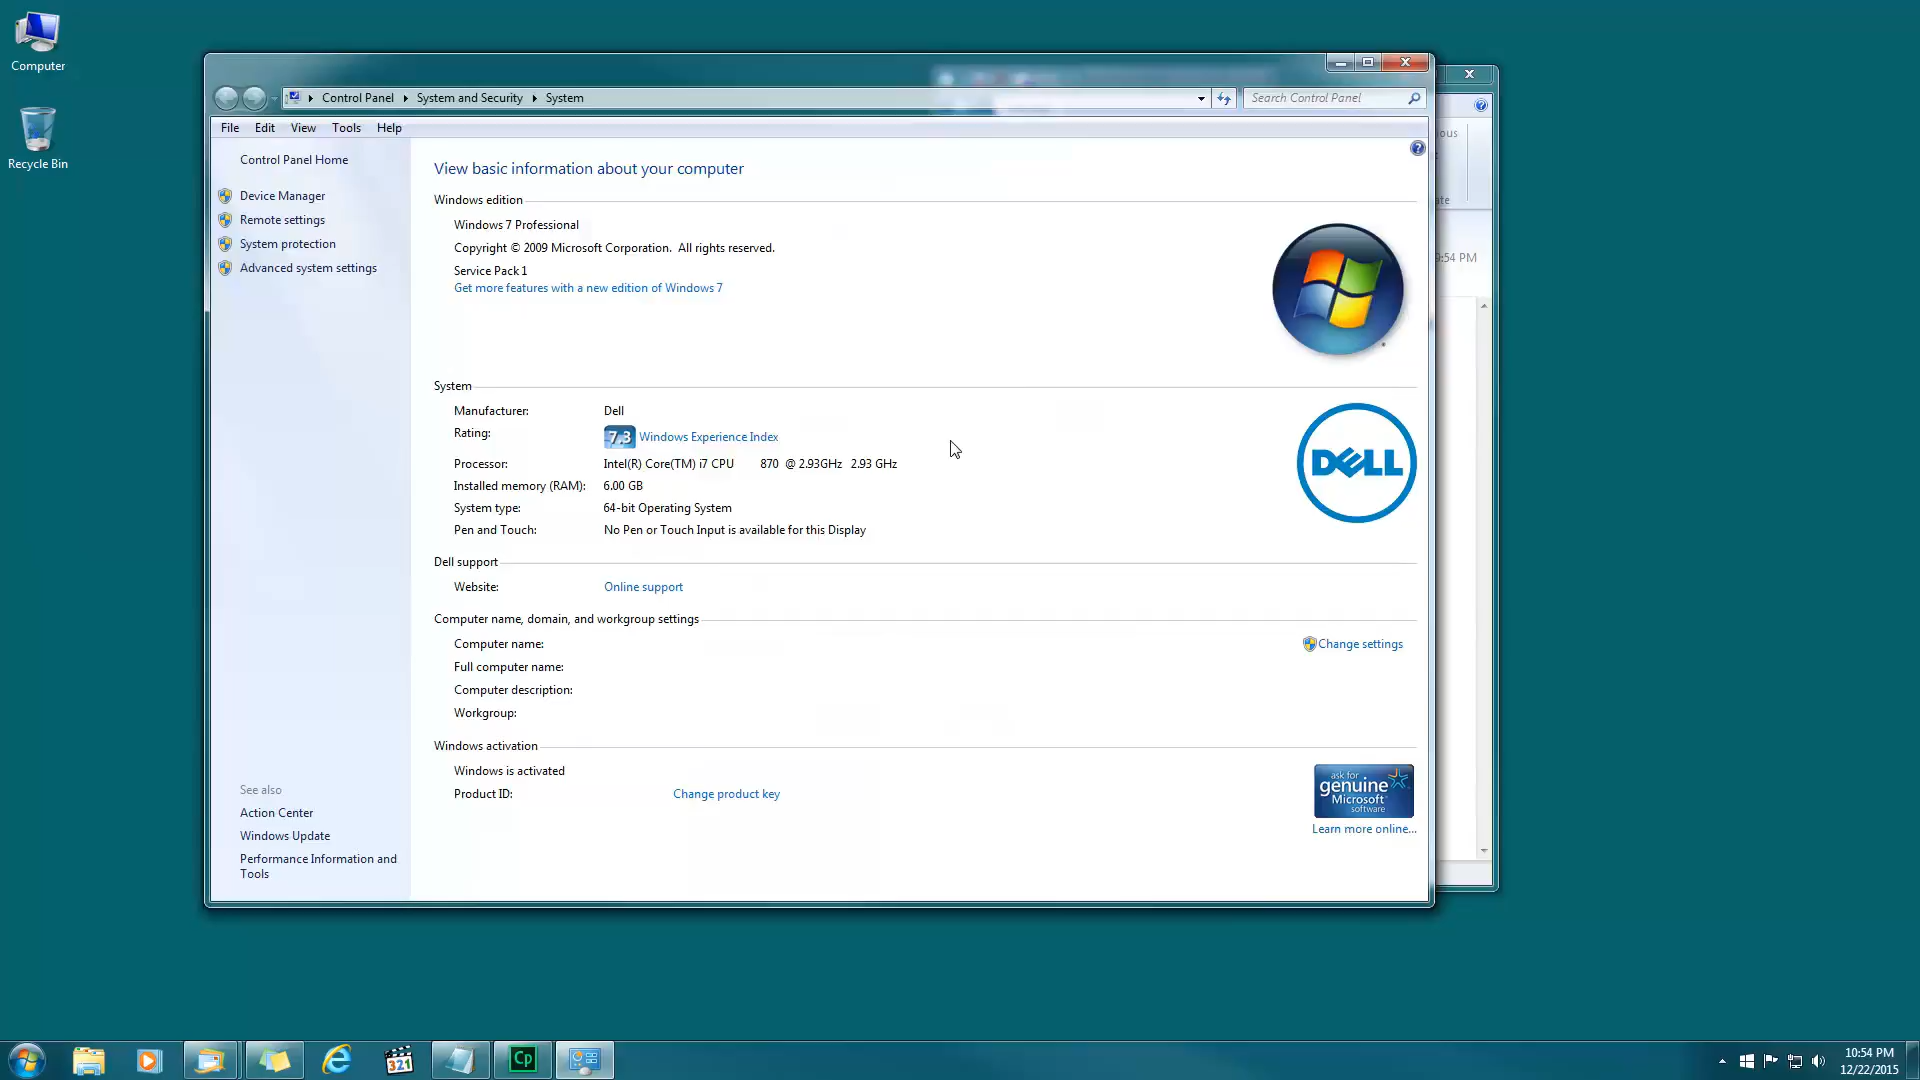 Computer
Recycle Bin
Control Panel
System and Security
System
Search Control Panel
File Edit View Tools Help
Control Panel Home
Device Manager
Remote settings
System protection
Advanced system settings
See also
Action Center
Windows Update
Performance Information and
Tools
View basic information about your computer
Windows edition
Windows 7 Professional
Copyright © 2009 Microsoft Corporation. All rights reserved.
Service Pack 1
Get more features with a new edition of Windows 7
System
Manufacturer: Dell
Rating: 7.3 Windows Experience Index
Processor: Intel(R) Core(TM) i7 CPU 870 @ 2.93GHz 2.93 GHz
Installed memory (RAM): 6.00 GB
System type: 64-bit Operating System
Pen and Touch: No Pen or Touch Input is available for this Display
DELL
Dell support
Website: Online support
Computer name, domain, and workgroup settings
Computer name: Change settings
Full computer name:
Computer description:
Workgroup:
Windows activation
Windows is activated
Product ID: Change product key
ask for
genuine
Microsoft
software
Learn more online...
ious
9:54 PM
321
Cp
10:54 PM
12/22/2015